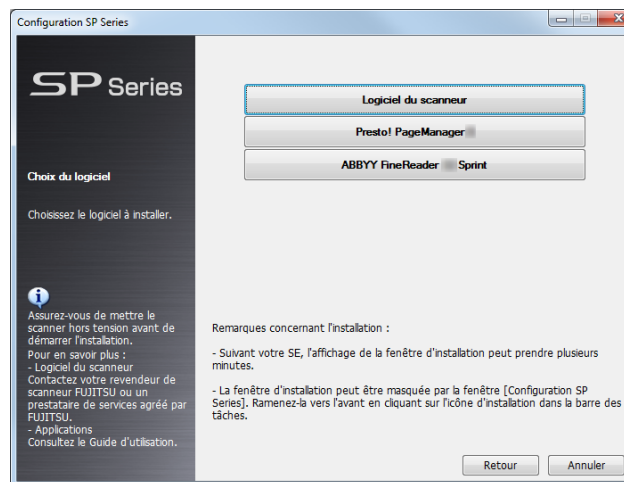 Configuration SP Series
SP Series
Choix du logiciel
Choisissez le logiciel à installer.
Assurez-vous de mettre le
scanner hors tension avant de
démarrer l'installation.
Pour en savoir plus :
- Logiciel du scanneur
Contactez votre revendeur de
scanneur FUJITSU ou un
prestataire de services agréé par
FUJITSU.
- Applications
Consultez le Guide d'utilisation.
Logiciel du scanneur
Presto! PageManager
ABBYY FineReader Sprint
Remarques concernant l'installation :
- Suivant votre SE, l'affichage de la fenêtre d'installation peut prendre plusieurs
minutes.
- La fenêtre d'installation peut être masquée par la fenêtre [Configuration SP
Series]. Ramenez-la vers l'avant en cliquant sur l'icône d'installation dans la barre des
tâches.
Retour
Annuler